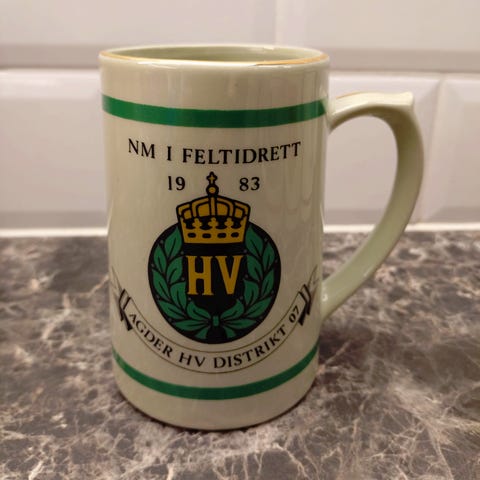 NM I FELTIDRETT
19 83
HV
AGDER HV DISTRIKT 07